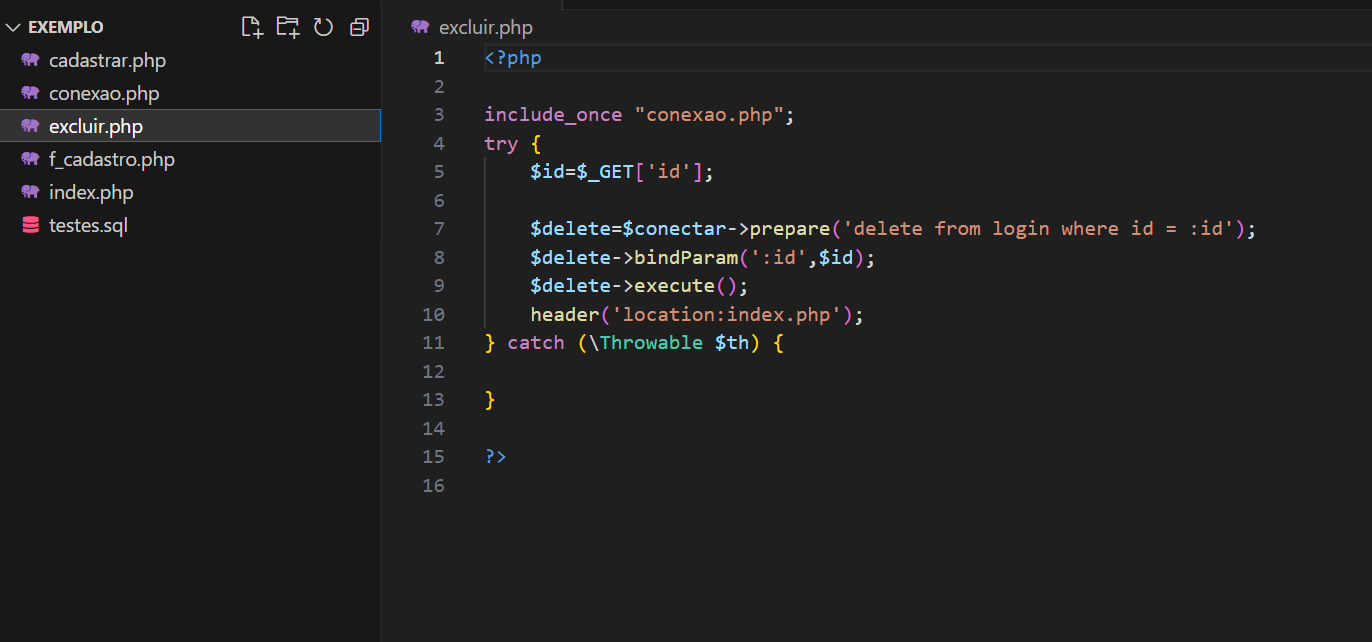 EXEMPLO
cadastrar.php
conexao.php
excluir.php
f_cadastro.php
index.php
testes.sql
excluir.php
1 <?php
2
3 include_once "conexao.php";
4 try {
5     $id=$_GET['id'];
6
7     $delete=$conectar->prepare('delete from login where id = :id');
8     $delete->bindParam(':id',$id);
9     $delete->execute();
10     header('location:index.php');
11 } catch (\Throwable $th) {
12
13 }
14
15 ?>
16